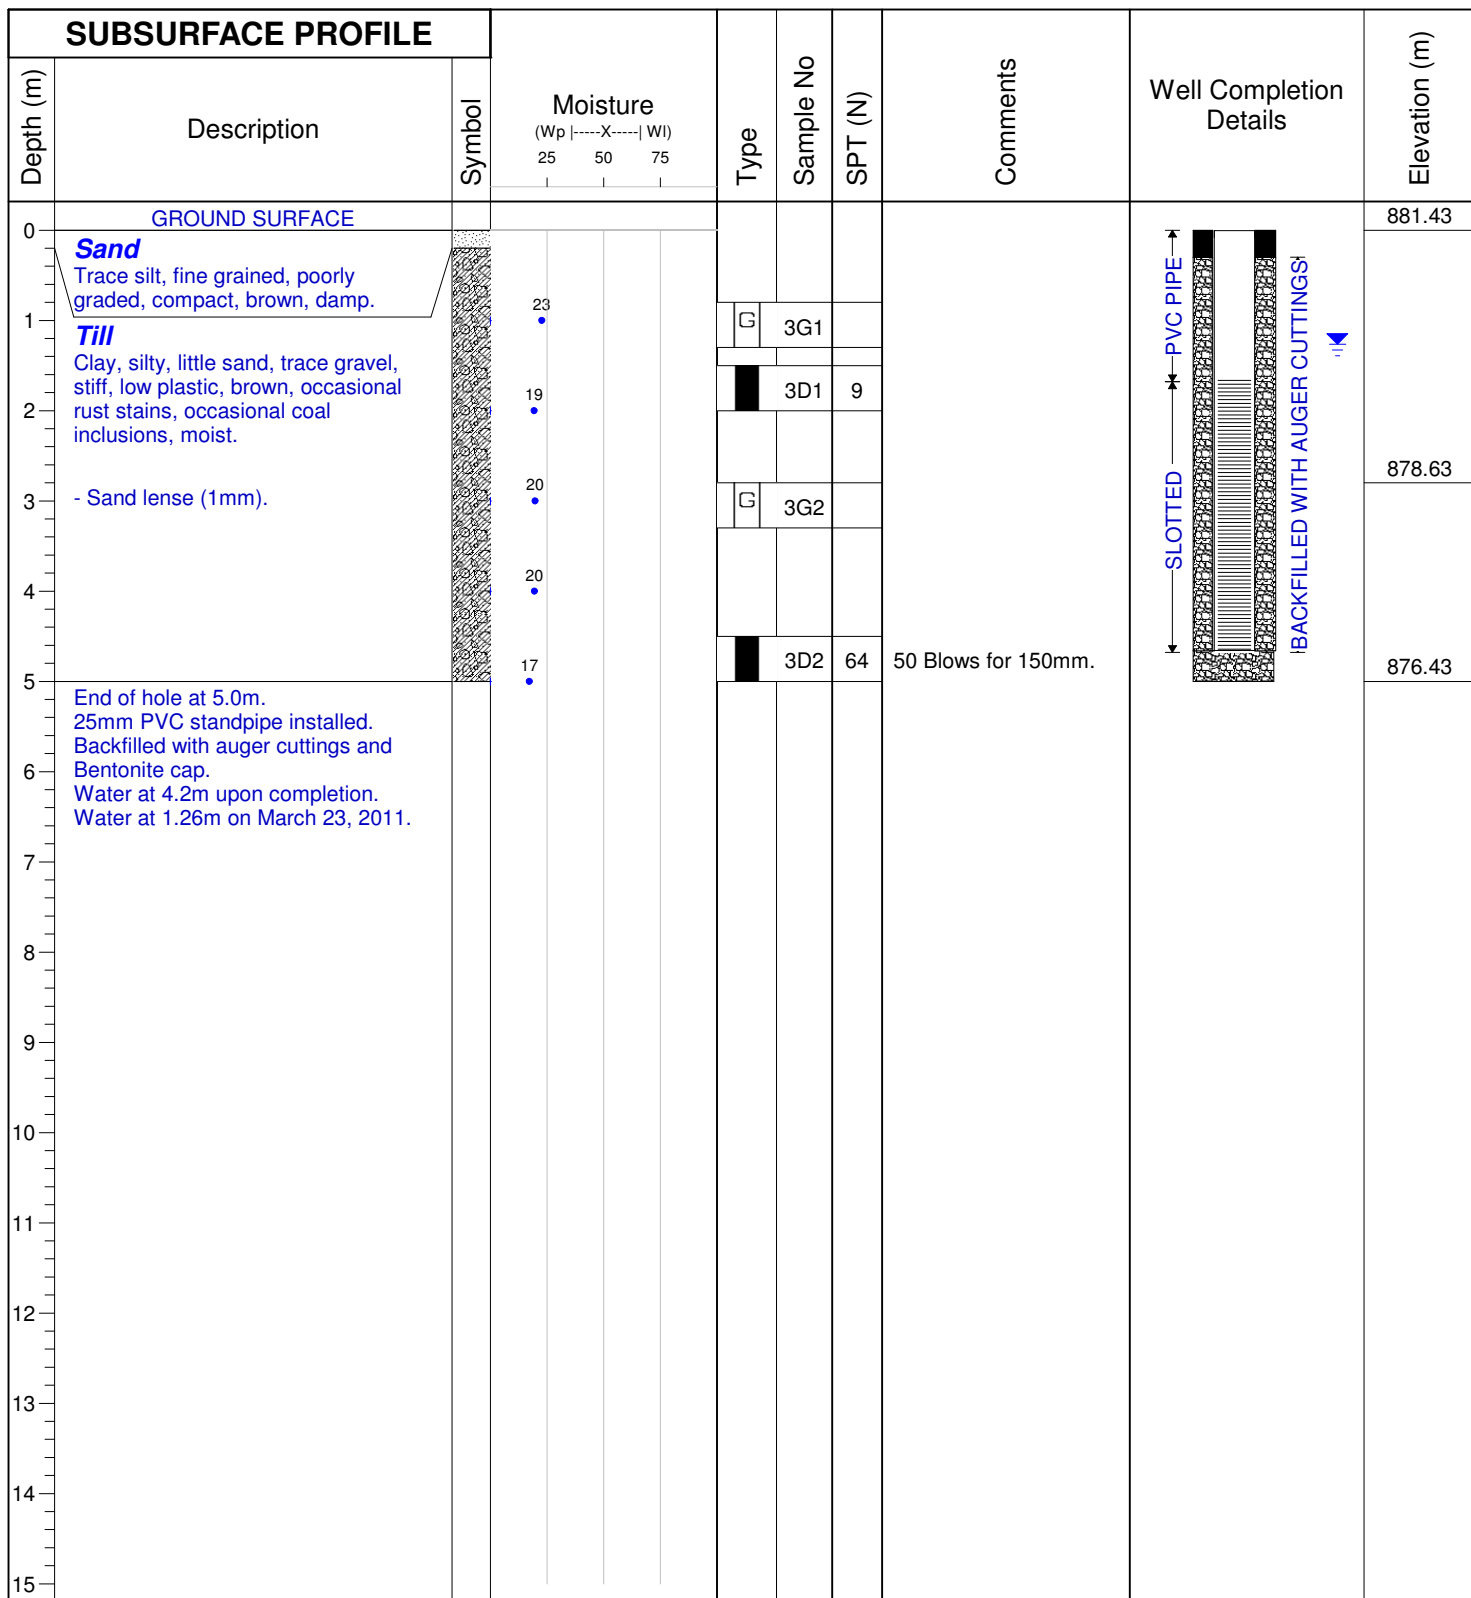 SUBSURFACE PROFILE
Depth (m)
Description
Symbol
Moisture
(Wp |-----X-----| Wl)
25 50 75
Type
Sample No
SPT (N)
Comments
Well Completion
Details
Elevation (m)
GROUND SURFACE
881.43
0
Sand
Trace silt, fine grained, poorly
graded, compact, brown, damp.
23
1
G 3G1
Till
Clay, silty, little sand, trace gravel,
stiff, low plastic, brown, occasional
rust stains, occasional coal
inclusions, moist.
19
3D1 9
2
878.63
- Sand lense (1mm).
20
3
G 3G2
20
4
17
3D2 64 50 Blows for 150mm.
876.43
5
PVC PIPE
SLOTTED
BACKFILLED WITH AUGER CUTTINGS
End of hole at 5.0m.
25mm PVC standpipe installed.
Backfilled with auger cuttings and
Bentonite cap.
Water at 4.2m upon completion.
Water at 1.26m on March 23, 2011.
6
7
8
9
10
11
12
13
14
15